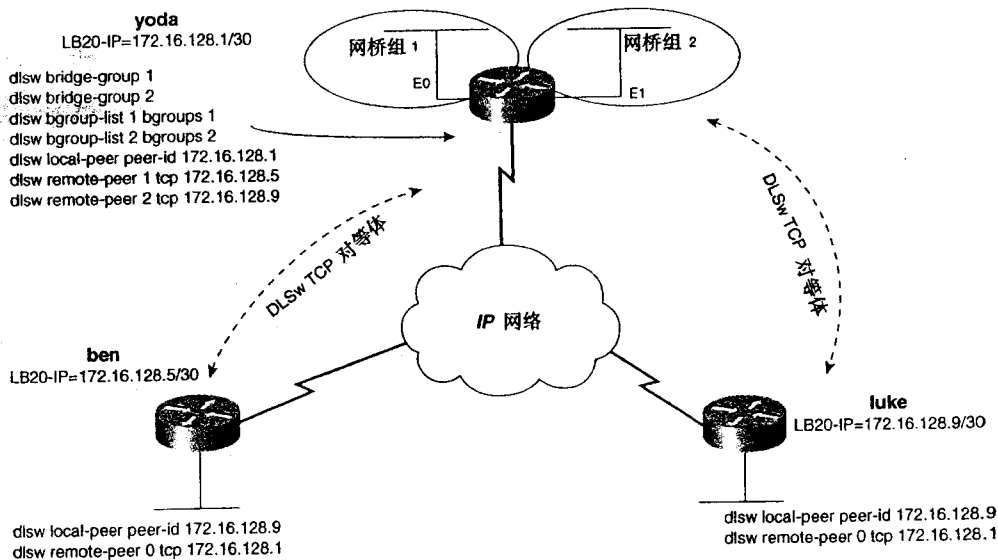 yoda
LB20-IP=172.16.128.1/30
dlsw bridge-group 1
dlsw bridge-group 2
dlsw bgroup-list 1 bgroups 1
dlsw bgroup-list 2 bgroups 2
dlsw local-peer peer-id 172.16.128.1
dlsw remote-peer 1 tcp 172.16.128.5
dlsw remote-peer 2 tcp 172.16.128.9
网桥组 1
网桥组 2
E0
E1
DLSw TCP 对等体
DLSw TCP 对等体
IP 网络
ben
LB20-IP=172.16.128.5/30
luke
LB20-IP=172.16.128.9/30
dlsw local-peer peer-id 172.16.128.9
dlsw remote-peer 0 tcp 172.16.128.1
dlsw local-peer peer-id 172.16.128.9
dlsw remote-peer 0 tcp 172.16.128.1